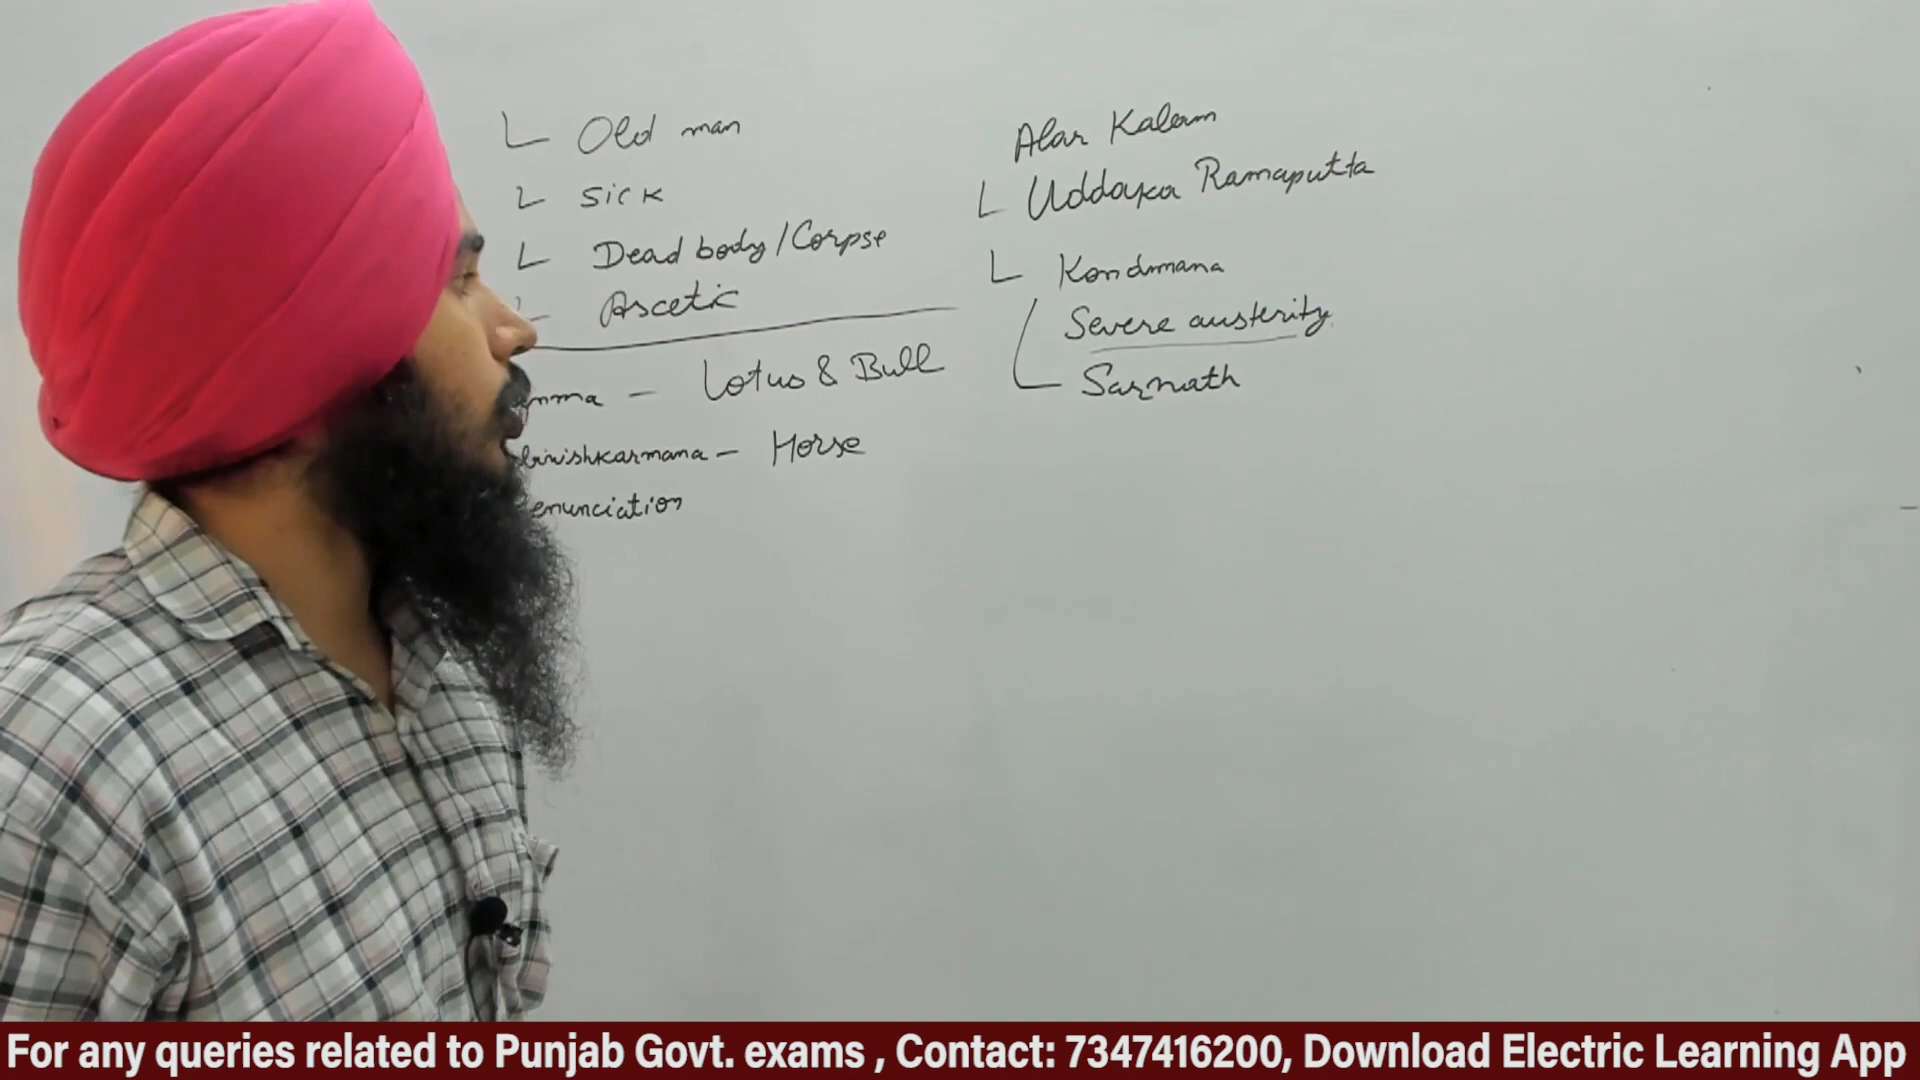 Old man
Sick
Dead body/Corpse
Ascetic
Lotus & Bull
Horse
enunciation
Alar Kalam
Uddaka Ramaputta
Kondmana
Severe austerity
Sarnath
For any queries related to Punjab Govt. exams , Contact: 7347416200, Download Electric Learning App